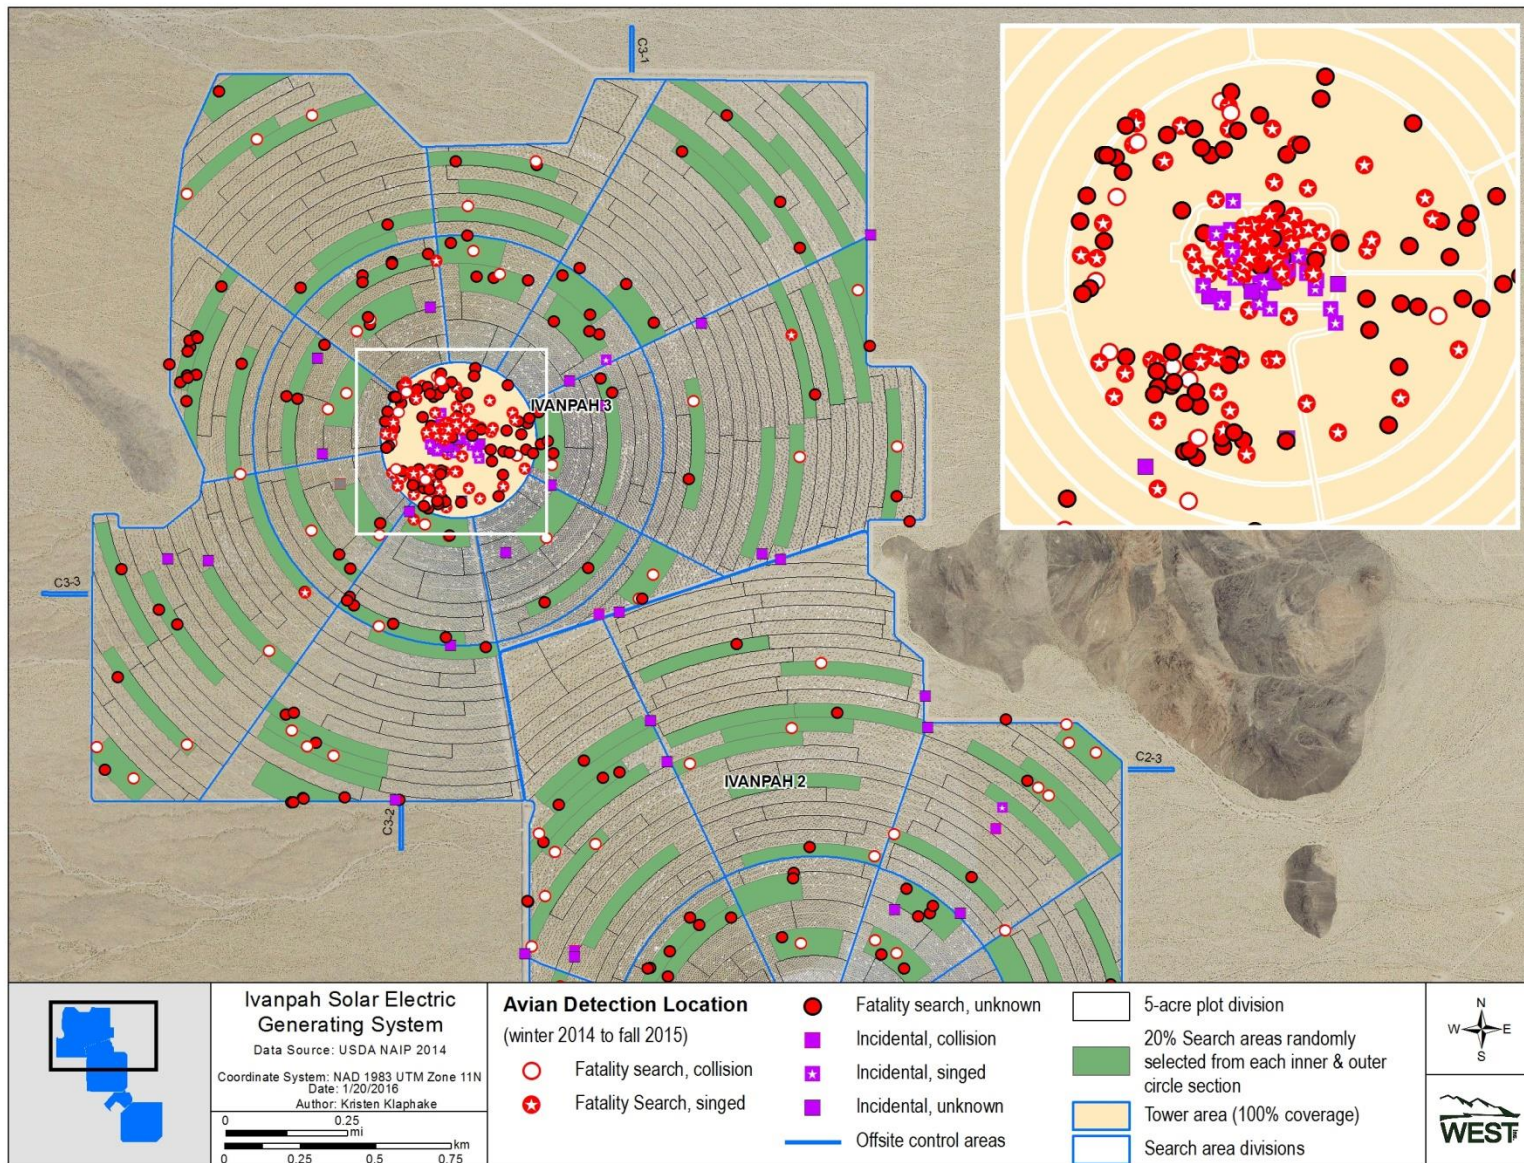 C3-1
IVANPAH 3
C3-3
C3-2
IVANPAH 2
C2-3
Ivanpah Solar Electric
Generating System
Data Source: USDA NAIP 2014
Coordinate System: NAD 1983 UTM Zone 11N
Date: 1/20/2016
Author: Kristen Klaphake
0 0.25
mi
km
0 0.25 0.5 0.75
Avian Detection Location
(winter 2014 to fall 2015)
Fatality search, collision
Fatality Search, singed
Fatality search, unknown
Incidental, collision
Incidental, singed
Incidental, unknown
Offsite control areas
5-acre plot division
20% Search areas randomly
selected from each inner & outer
circle section
Tower area (100% coverage)
Search area divisions
N
W E
S
WEST